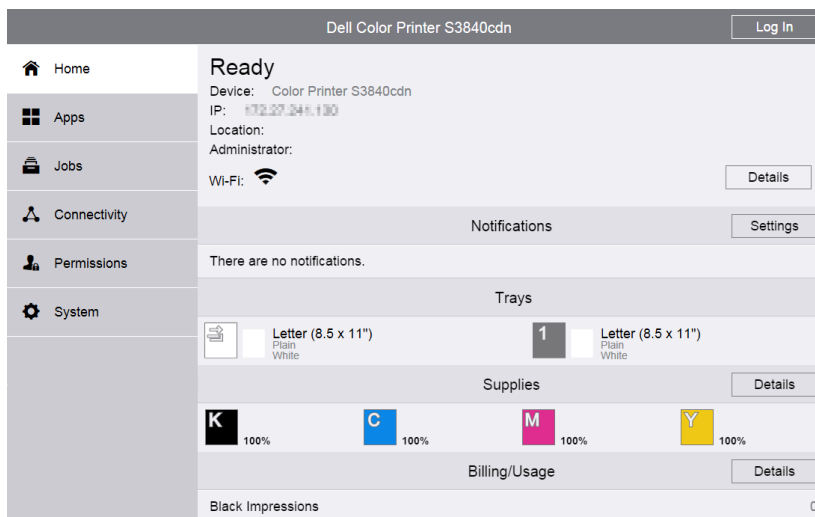 Dell Color Printer S3840cdn
Log In
Home
Apps
Jobs
Connectivity
Permissions
System
Ready
Device: Color Printer S3840cdn
IP:
Location:
Administrator:
Wi-Fi:
Details
Notifications
Settings
There are no notifications.
Trays
Letter (8.5 x 11")
Plain
White
1
Letter (8.5 x 11")
Plain
White
Supplies
Details
K
100%
C
100%
M
100%
Y
100%
Billing/Usage
Details
Black Impressions